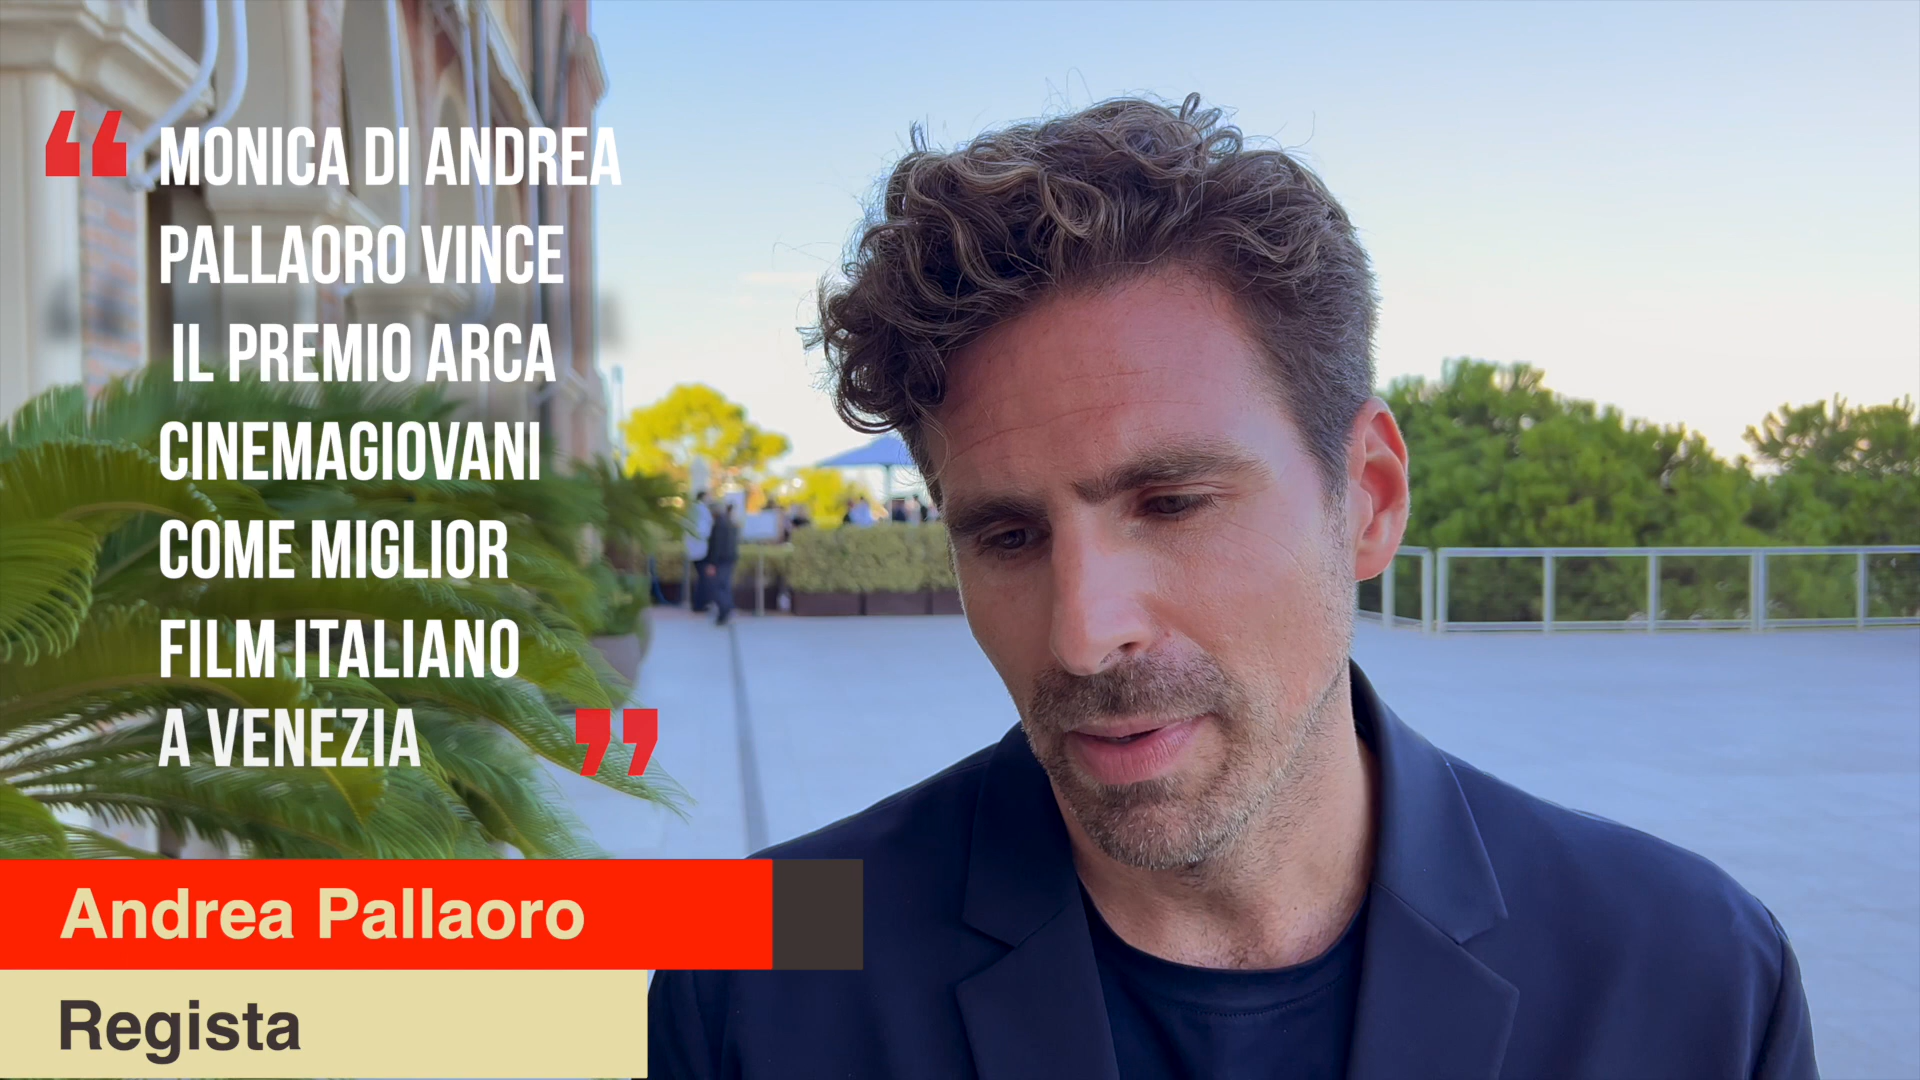 “ MONICA DI ANDREA
PALLAORO VINCE
IL PREMIO ARCA
CINEMAGIOVANI
COME MIGLIOR
FILM ITALIANO
A VENEZIA ”
Andrea Pallaoro
Regista